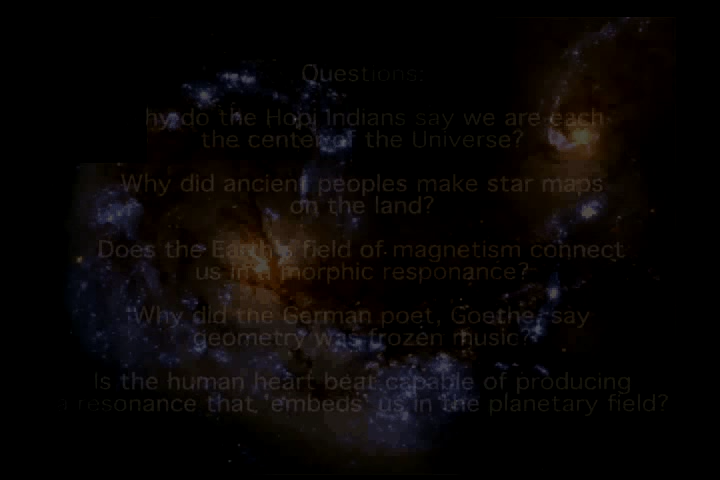 Questions:
hy do the Hopi Indians say we are each
the center of the Universe?
Why did ancient peoples make star maps
on the land?
Does the Earth's field of magnetism connect
us in a morphic responance?
Why did the German poet, Goethe, say
geometry was frozen music?
Is the human heart beat capable of producing
a resonance that "embeds" us in the planetary field?